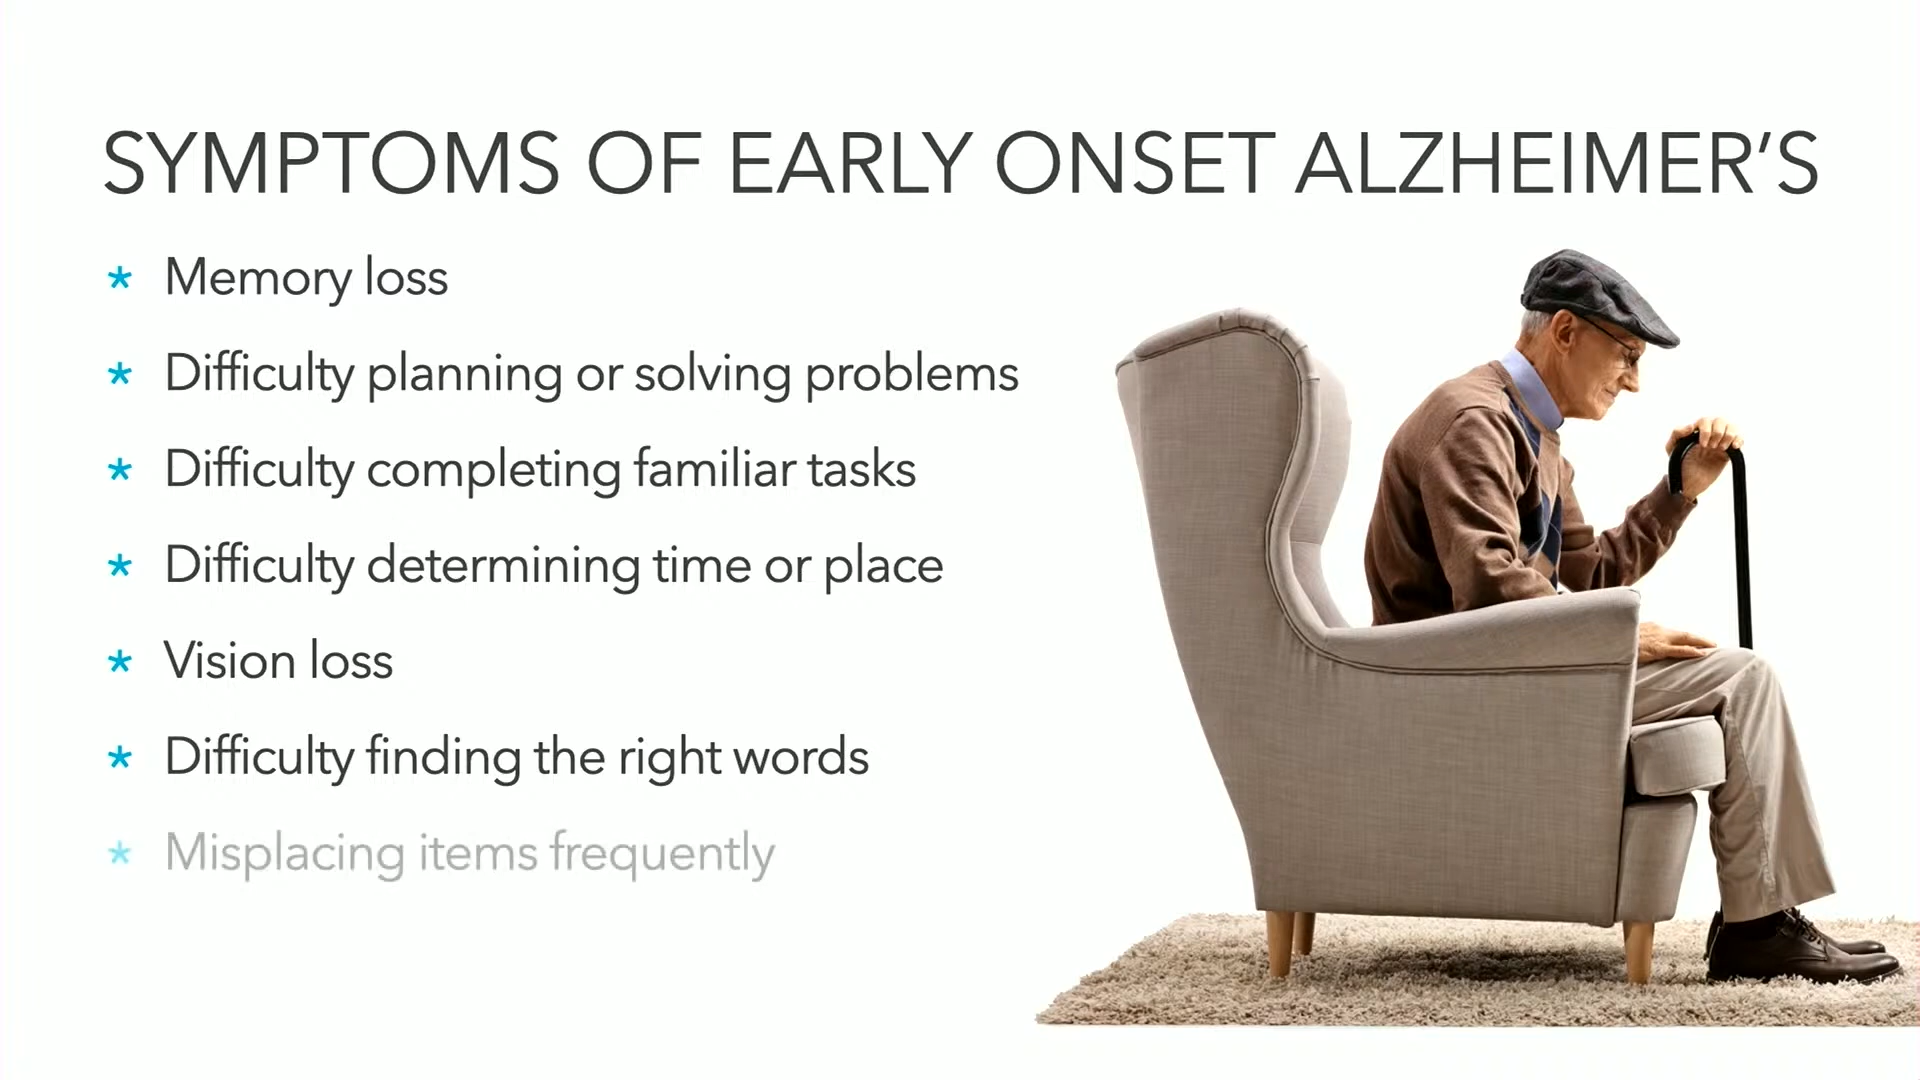 SYMPTOMS OF EARLY ONSET ALZHEIMER’S
* Memory loss
* Difficulty planning or solving problems
* Difficulty completing familiar tasks
* Difficulty determining time or place
* Vision loss
* Difficulty finding the right words
* Misplacing items frequently